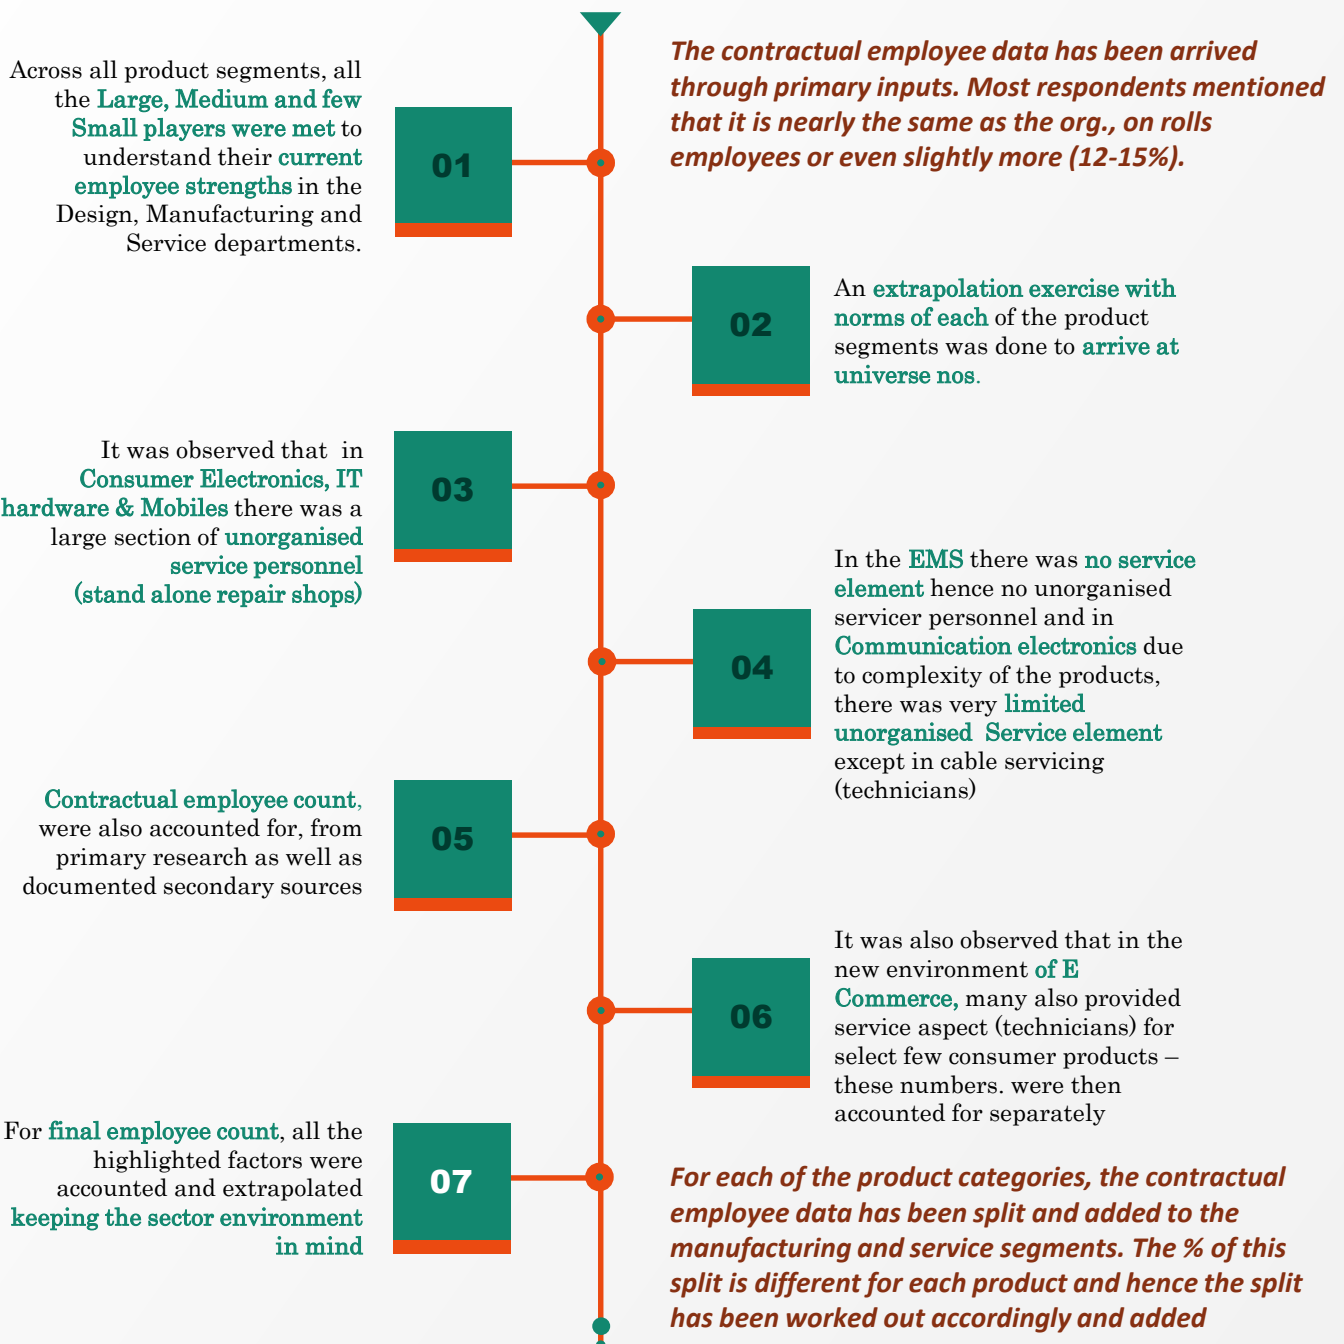 The contractual employee data has been arrived
through primary inputs. Most respondents mentioned
that it is nearly the same as the org., on rolls
employees or even slightly more (12-15%).
Across all product segments, all
the Large, Medium and few
Small players were met to
understand their current
employee strengths in the
Design, Manufacturing and
Service departments.
01
02
An extrapolation exercise with
norms of each of the product
segments was done to arrive at
universe nos.
It was observed that  in
Consumer Electronics, IT
hardware & Mobiles there was a
large section of unorganised
service personnel
(stand alone repair shops)
03
04
In the EMS there was no service
element hence no unorganised
servicer personnel and in
Communication electronics due
to complexity of the products,
there was very limited
unorganised  Service element
except in cable servicing
(technicians)
Contractual employee count,
were also accounted for, from
primary research as well as
documented secondary sources
05
06
It was also observed that in the
new environment of E
Commerce, many also provided
service aspect (technicians) for
select few consumer products –
these numbers. were then
accounted for separately
For final employee count, all the
highlighted factors were
accounted and extrapolated
keeping the sector environment
in mind
07
For each of the product categories, the contractual
employee data has been split and added to the
manufacturing and service segments. The % of this
split is different for each product and hence the split
has been worked out accordingly and added